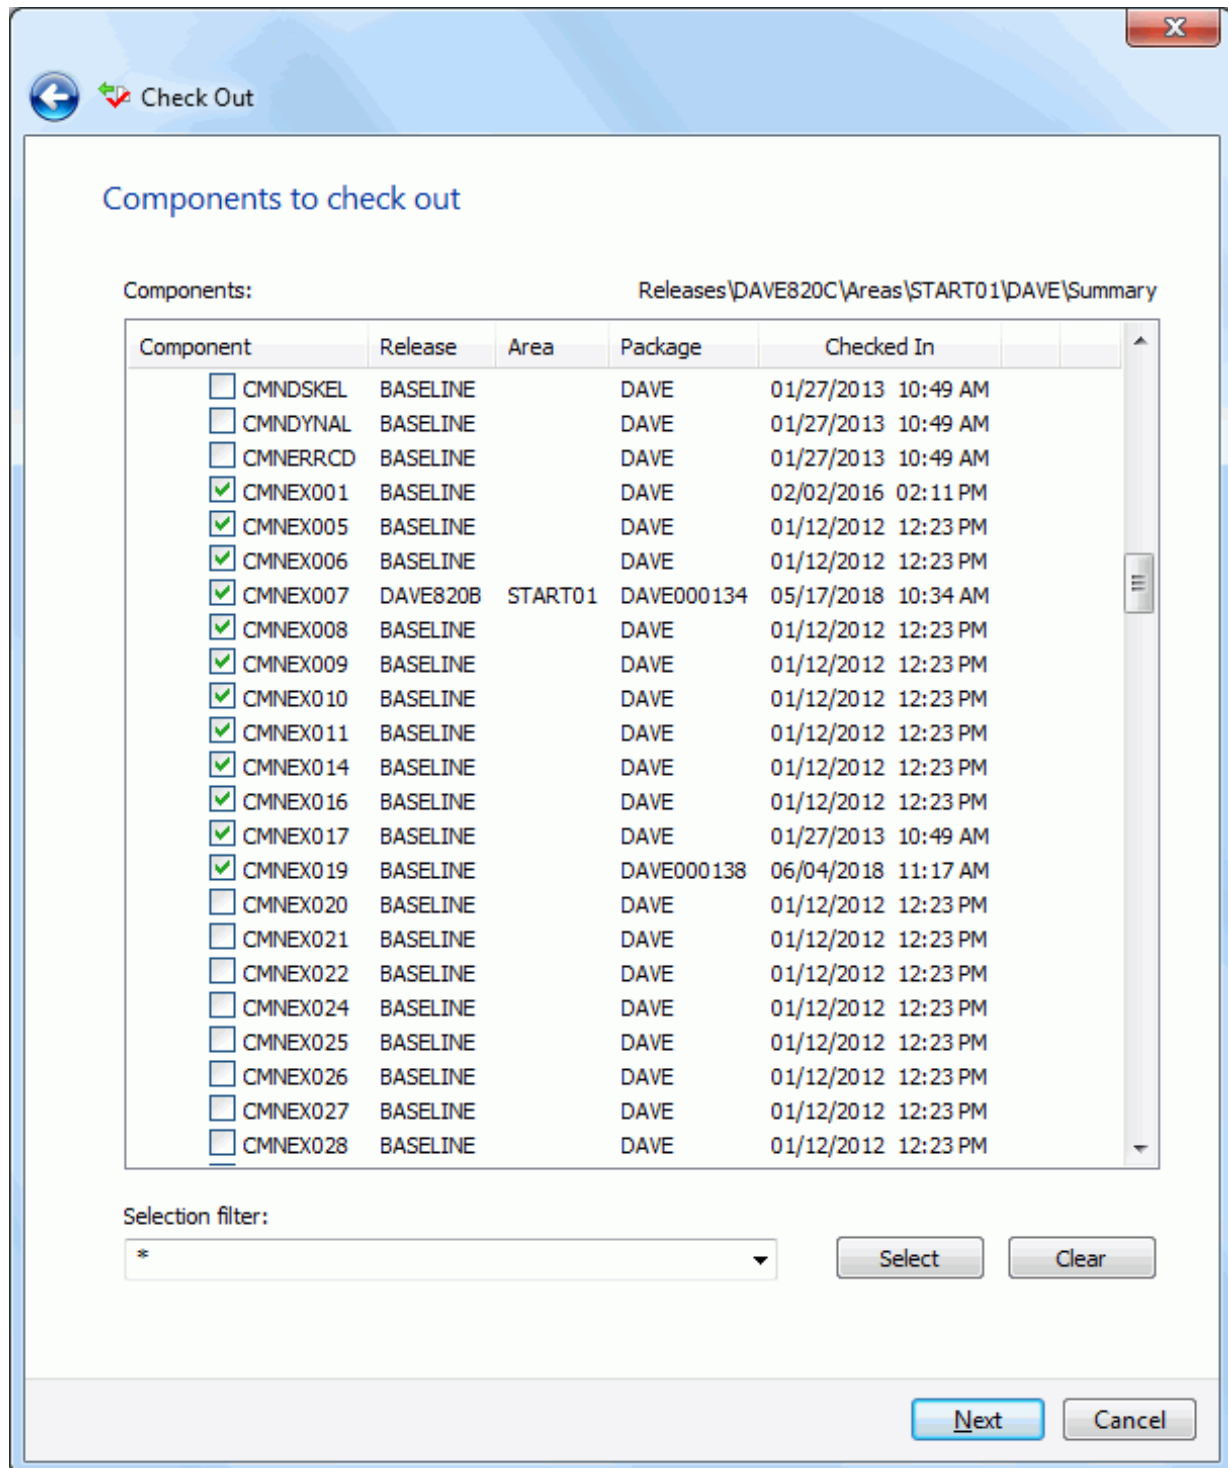 Check Out
Components to check out
Components: Releases\DAVE820C\Areas\START01\DAVE\Summary
Component Release Area Package Checked In
CMNDSKEL BASELINE DAVE 01/27/2013 10:49 AM
CMNDYNAL BASELINE DAVE 01/27/2013 10:49 AM
CMNERRCD BASELINE DAVE 01/27/2013 10:49 AM
CMNEX001 BASELINE DAVE 02/02/2016 02:11 PM
CMNEX005 BASELINE DAVE 01/12/2012 12:23 PM
CMNEX006 BASELINE DAVE 01/12/2012 12:23 PM
CMNEX007 DAVE820B START01 DAVE000134 05/17/2018 10:34 AM
CMNEX008 BASELINE DAVE 01/12/2012 12:23 PM
CMNEX009 BASELINE DAVE 01/12/2012 12:23 PM
CMNEX010 BASELINE DAVE 01/12/2012 12:23 PM
CMNEX011 BASELINE DAVE 01/12/2012 12:23 PM
CMNEX014 BASELINE DAVE 01/12/2012 12:23 PM
CMNEX016 BASELINE DAVE 01/12/2012 12:23 PM
CMNEX017 BASELINE DAVE 01/27/2013 10:49 AM
CMNEX019 BASELINE DAVE000138 06/04/2018 11:17 AM
CMNEX020 BASELINE DAVE 01/12/2012 12:23 PM
CMNEX021 BASELINE DAVE 01/12/2012 12:23 PM
CMNEX022 BASELINE DAVE 01/12/2012 12:23 PM
CMNEX024 BASELINE DAVE 01/12/2012 12:23 PM
CMNEX025 BASELINE DAVE 01/12/2012 12:23 PM
CMNEX026 BASELINE DAVE 01/12/2012 12:23 PM
CMNEX027 BASELINE DAVE 01/12/2012 12:23 PM
CMNEX028 BASELINE DAVE 01/12/2012 12:23 PM
Selection filter:
* Select Clear
Next Cancel